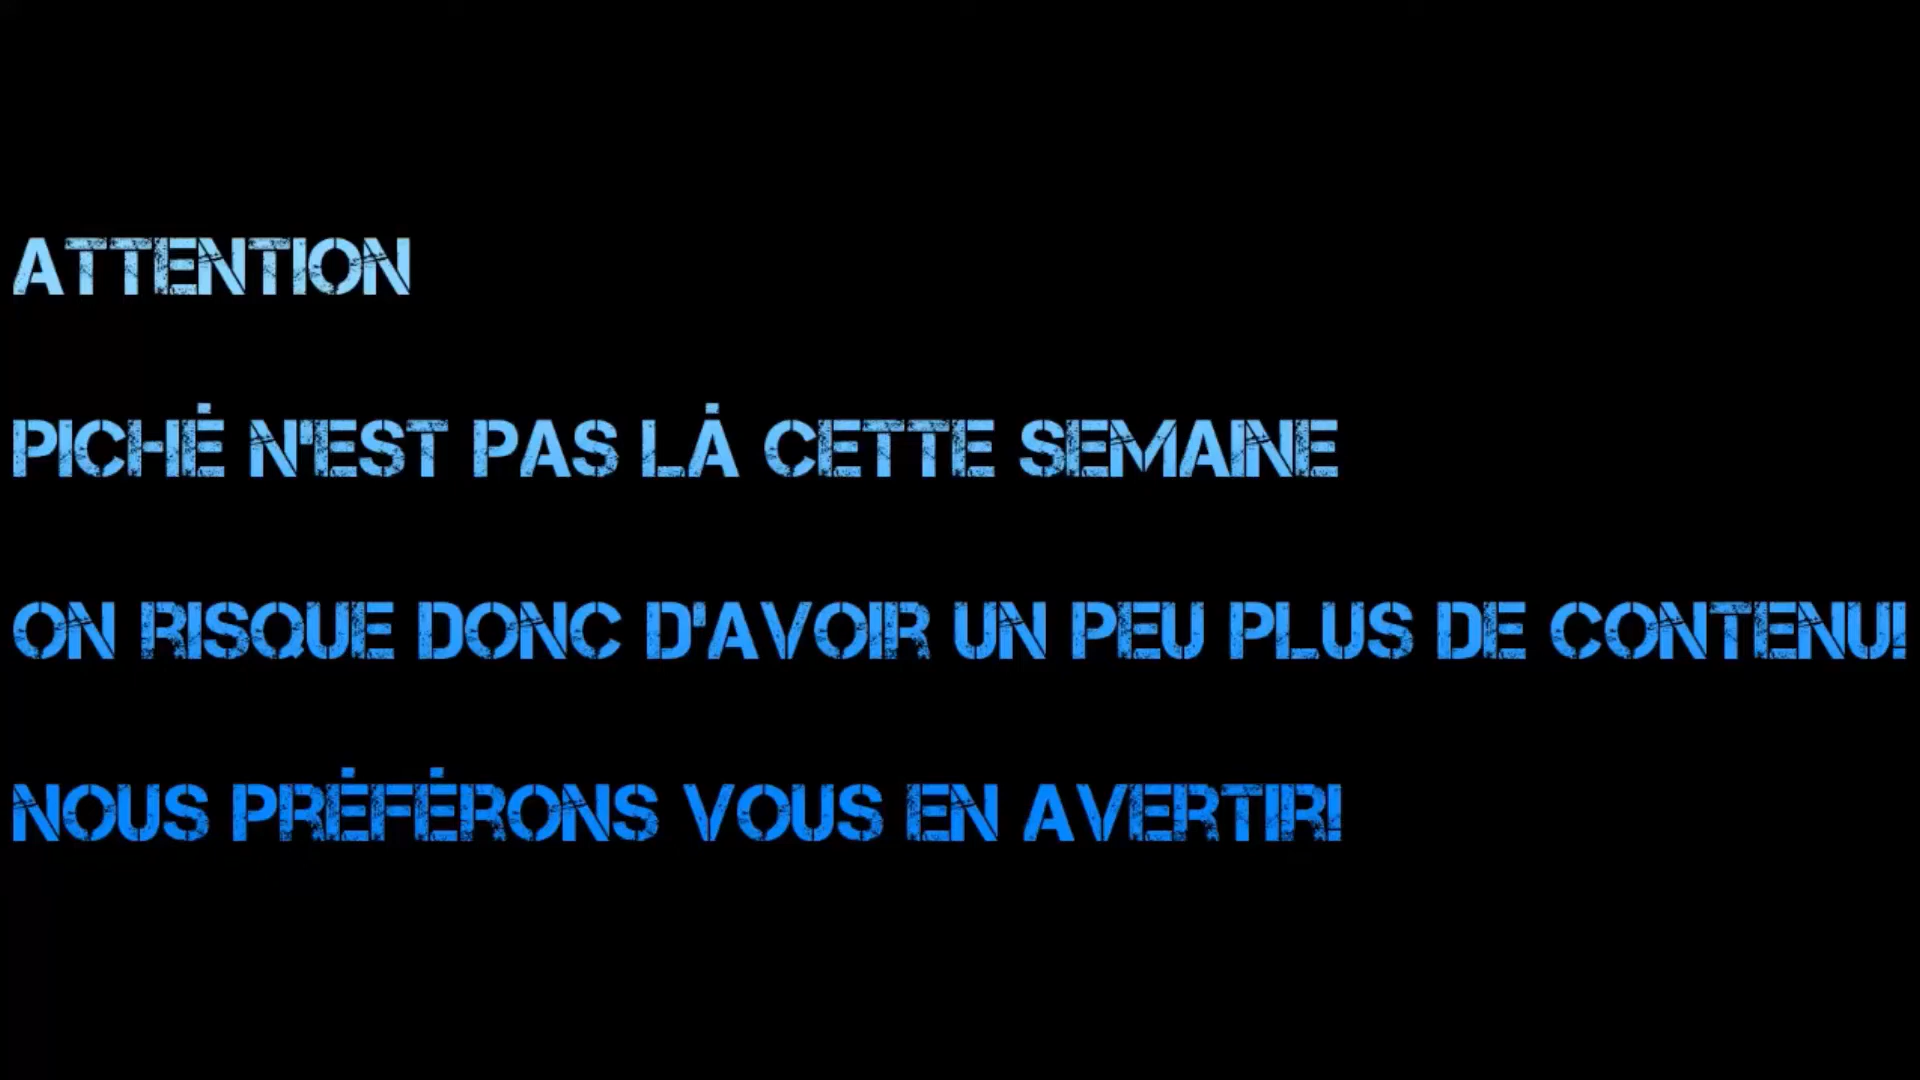 ATTENTION
PICHÉ N'EST PAS LÀ CETTE SEMAINE
ON RISQUE DONC D'AVOIR UN PEU PLUS DE CONTENU!
NOUS PRÉFÉRONS VOUS EN AVERTIR!